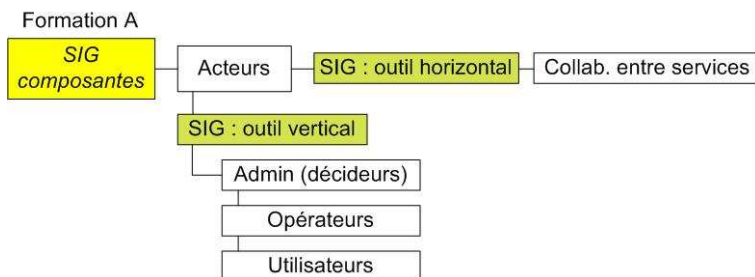 Formation A
SIG
composantes
Acteurs
SIG : outil horizontal
Collab. entre services
SIG : outil vertical
Admin (décideurs)
Opérateurs
Utilisateurs